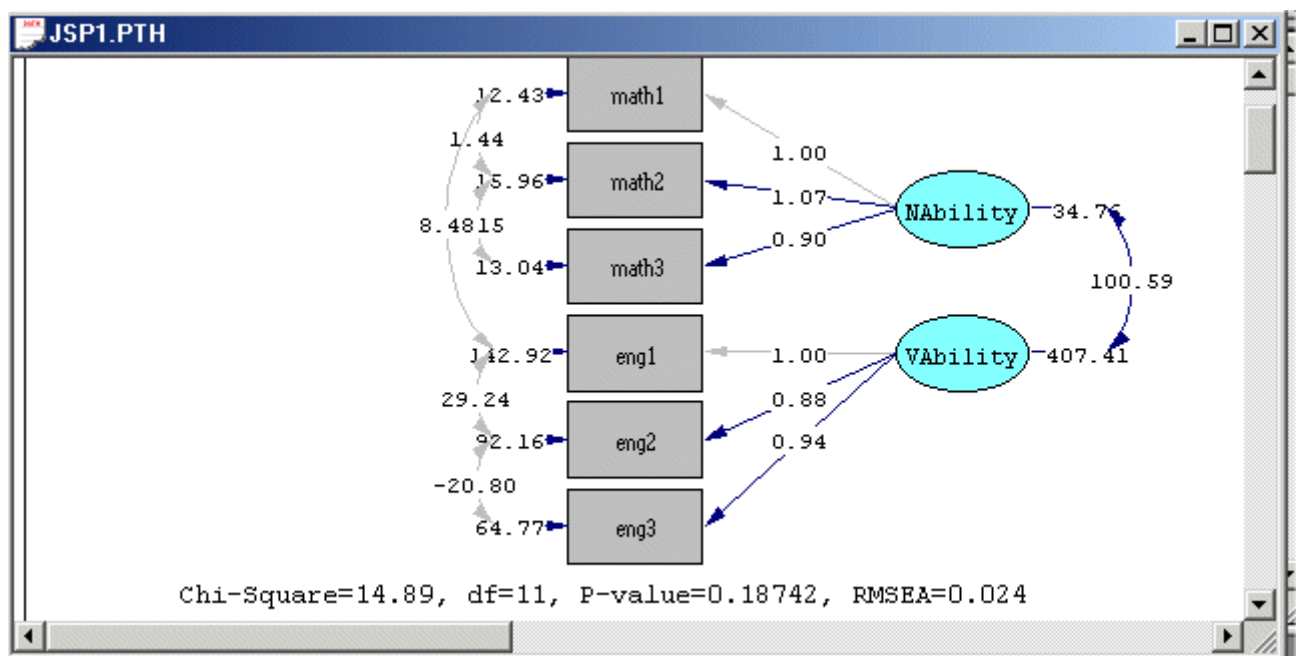 JSP1.PTH
12.43 math1
1.44
1.00
15.96 math2
1.07
NAbility 34.76
8.4815
0.90
13.04 math3
100.59
142.92 eng1
1.00
VAbility 407.41
29.24
0.88
92.16 eng2
0.94
-20.80
64.77 eng3
Chi-Square=14.89, df=11, P-value=0.18742, RMSEA=0.024